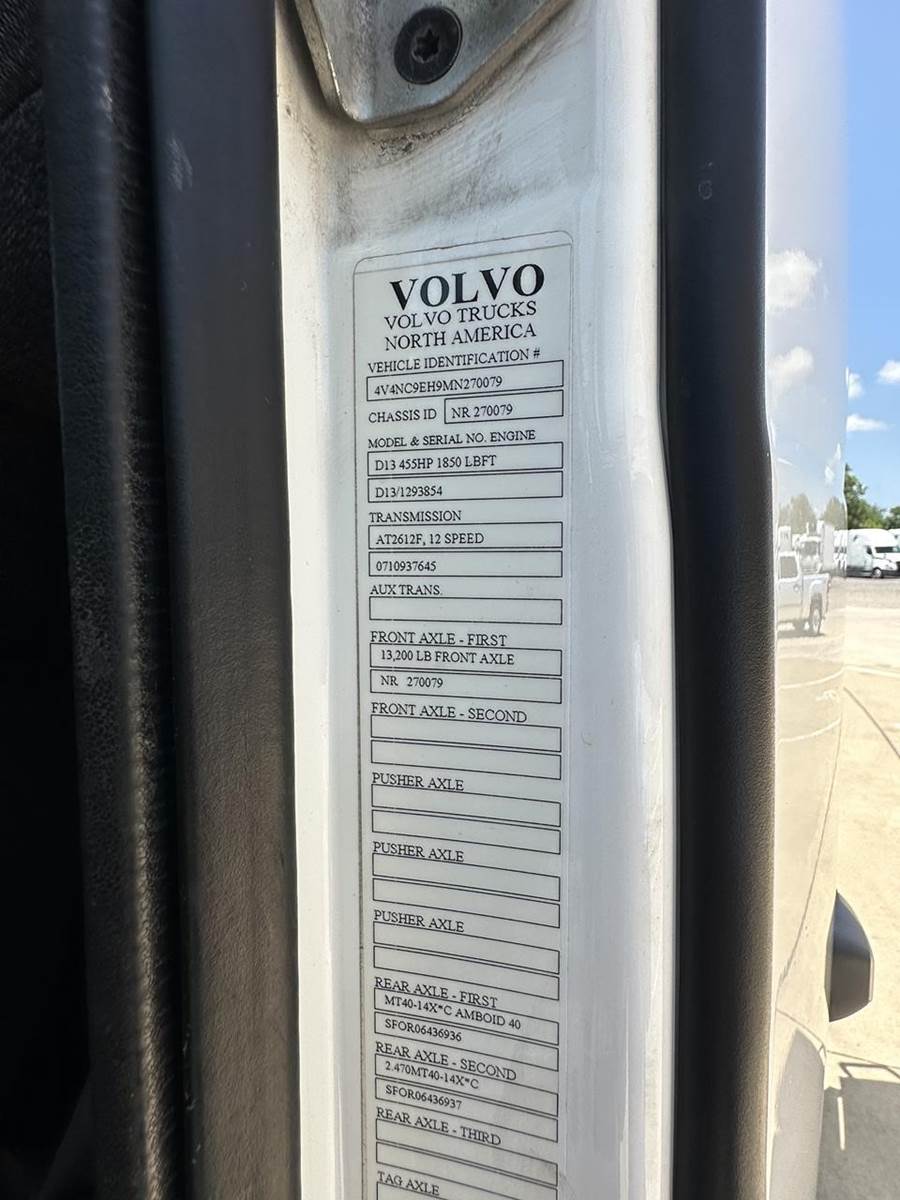 VOLVO
VOLVO TRUCKS
NORTH AMERICA
VEHICLE IDENTIFICATION #
4V4NC9EH9MN270079
CHASSIS ID NR 270079
MODEL & SERIAL NO. ENGINE
D13 455HP 1850 LBFT
D13/1293854
TRANSMISSION
AT2612F, 12 SPEED
0710937645
AUX TRANS.
FRONT AXLE - FIRST
13,200 LB FRONT AXLE
NR 270079
FRONT AXLE - SECOND
PUSHER AXLE
PUSHER AXLE
PUSHER AXLE
REAR AXLE - FIRST
MT40-14X*C AMBOID 40
SFOR06436936
REAR AXLE - SECOND
2.470MT40-14X*C
SFOR06436937
REAR AXLE - THIRD
TAG AXLE